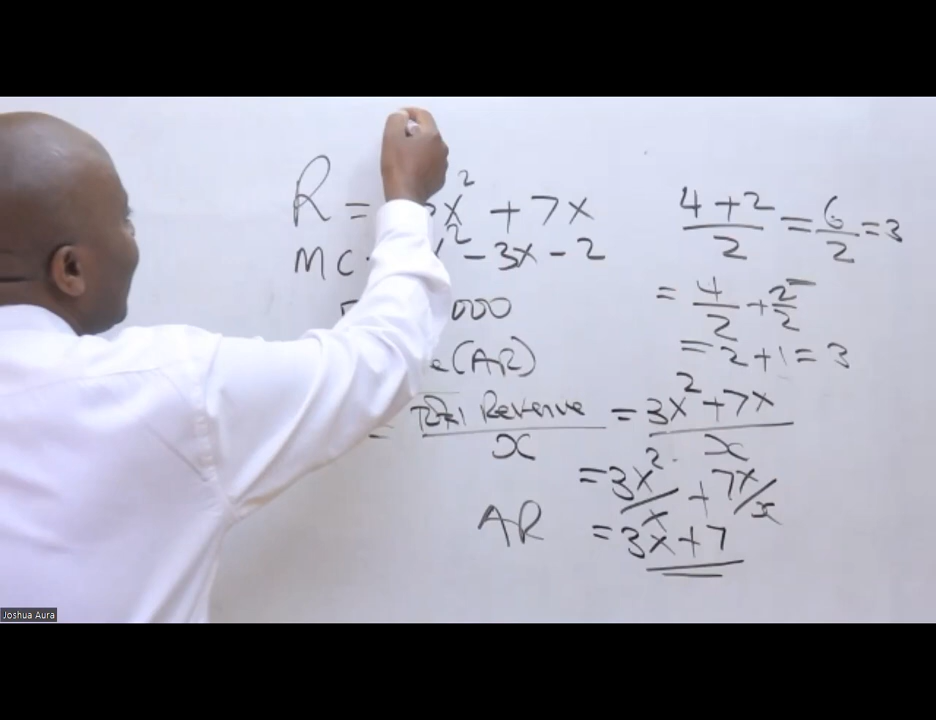 R = x² + 7x
MC x² - 3x - 2
000
e(AR)
= Total Revenue / x = 3x² + 7x / x
= 3x² / x + 7x / x
AR = 3x + 7
4 + 2 / 2 = 6 / 2 = 3
= 4 / 2 + 2 / 2
= 2 + 1 = 3
Joshua Aura